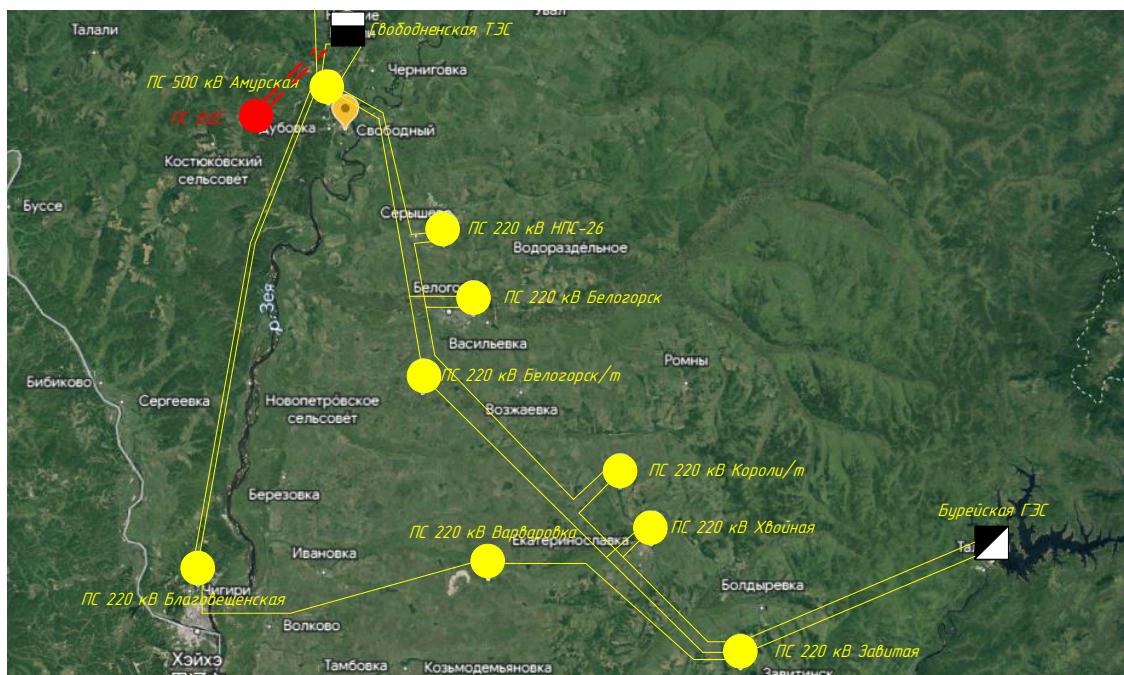 Талали
Свободненская ТЭС
Черниговка
ПС 500 кВ Амурская
ПС ВДС
Дубовка
Свободный
Костюковский
сельсовет
Буссе
Серышево
ПС 220 кВ НПС-26
Водораздельное
р. Зея
ПС 220 кВ Белогорск
Васильевка
Ромны
Бибиково
ПС 220 кВ Белогорск/т
Сергеевка
Новопетровское
сельсовет
Возжаевка
ПС 220 кВ Короли/т
Березовка
Бурейская ГЭС
ПС 220 кВ Варваровка
ПС 220 кВ Хвойная
Екатеринославка
Ивановка
Болдыревка
Чигири
ПС 220 кВ Благовещенская
Волково
ПС 220 кВ Завитая
Хэйхэ
Тамбовка
Козьмодемьяновка
Завитинск